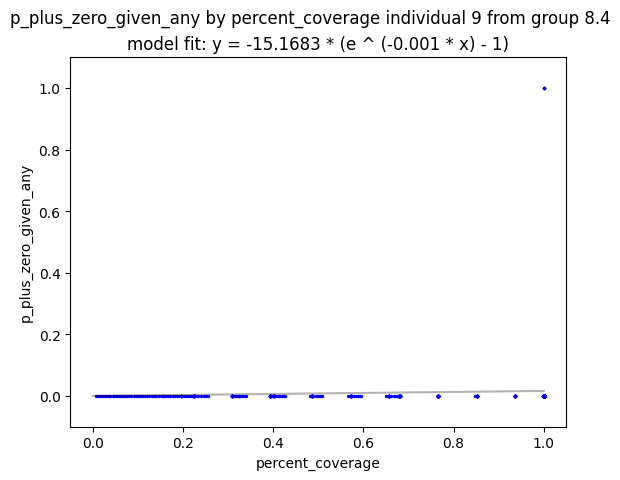 p_plus_zero_given_any by percent_coverage individual 9 from group 8.4
model fit: y = -15.1683 * (e ^ (-0.001 * x) - 1)
1.0
0.8
0.6
0.4
0.2
0.0
p_plus_zero_given_any
0.0 0.2 0.4 0.6 0.8 1.0
percent_coverage